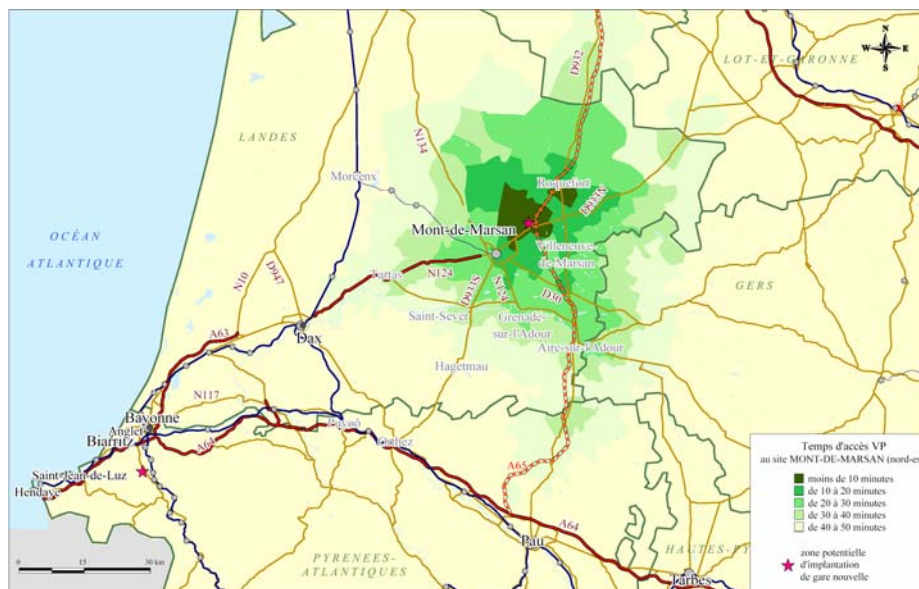 N
W E
S
LOT-ET-GARONNE
D932
LANDES
N134
Morcenx
Roquefort
D933N
OCÉAN
ATLANTIQUE
Mont-de-Marsan
Villeneuve-
de-Marsan
N10
D947
Tartas
N124
D933S
N124
D30
GERS
Saint-Sever
Grenade-
sur-l'Adour
A63
Dax
Aire-sur-l'Adour
Hagetmau
N117
Bayonne
Anglet
Biarritz
A64
Puyoô
Orthez
Saint-Jean-de-Luz
Hendaye
A65
A64
Pau
PYRENEES-
ATLANTIQUES
HAUTES-PY
Tarbes
0 15 30 km
Temps d'accès VP
au site MONT-DE-MARSAN (nord-es
moins de 10 minutes
de 10 à 20 minutes
de 20 à 30 minutes
de 30 à 40 minutes
de 40 à 50 minutes
zone potentielle
d'implantation
de gare nouvelle